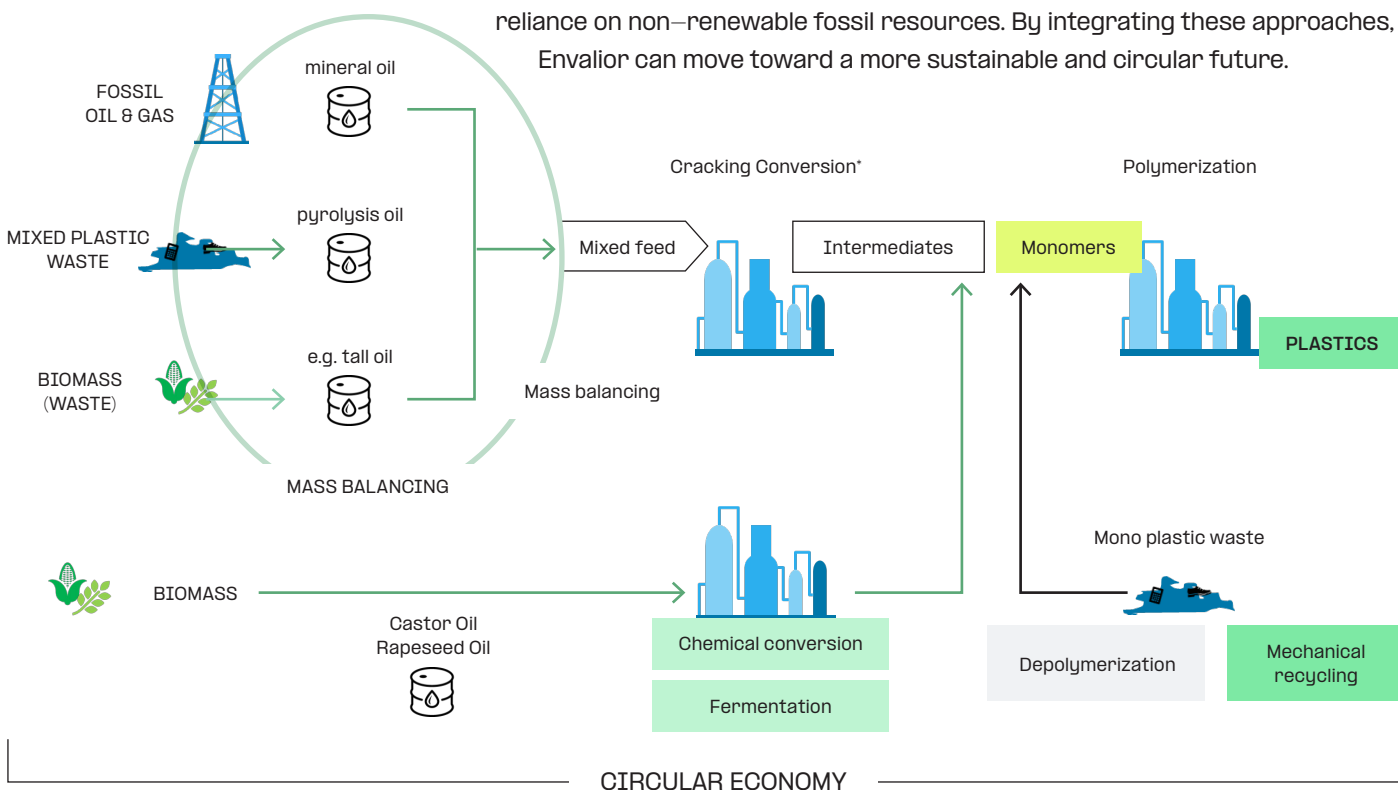 reliance on non–renewable fossil resources. By integrating these approaches,
Envalior can move toward a more sustainable and circular future.
FOSSIL
OIL & GAS
mineral oil
MIXED PLASTIC
WASTE
pyrolysis oil
BIOMASS
(WASTE)
e.g. tall oil
Mass balancing
MASS BALANCING
Cracking Conversion*
Polymerization
Mixed feed
Intermediates
Monomers
PLASTICS
BIOMASS
Castor Oil
Rapeseed Oil
Chemical conversion
Fermentation
Mono plastic waste
Depolymerization
Mechanical
recycling
CIRCULAR ECONOMY